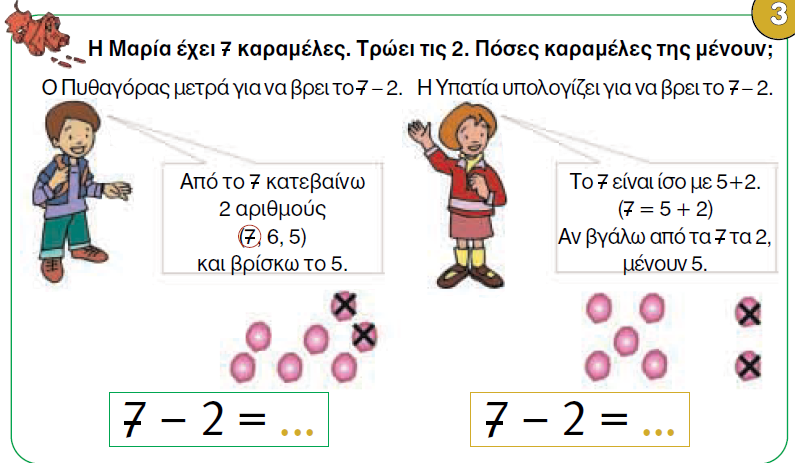 3
Η Μαρία έχει 7 καραμέλες. Τρώει τις 2. Πόσες καραμέλες της μένουν;
Ο Πυθαγόρας μετρά για να βρει το 7 – 2.
Η Υπατία υπολογίζει για να βρει το 7 – 2.
Από το 7 κατεβαίνω
2 αριθμούς
(7, 6, 5)
και βρίσκω το 5.
Το 7 είναι ίσο με 5+2.
(7 = 5 + 2)
Αν βγάλω από τα 7 τα 2,
μένουν 5.
7 – 2 = ...
7 – 2 = ...